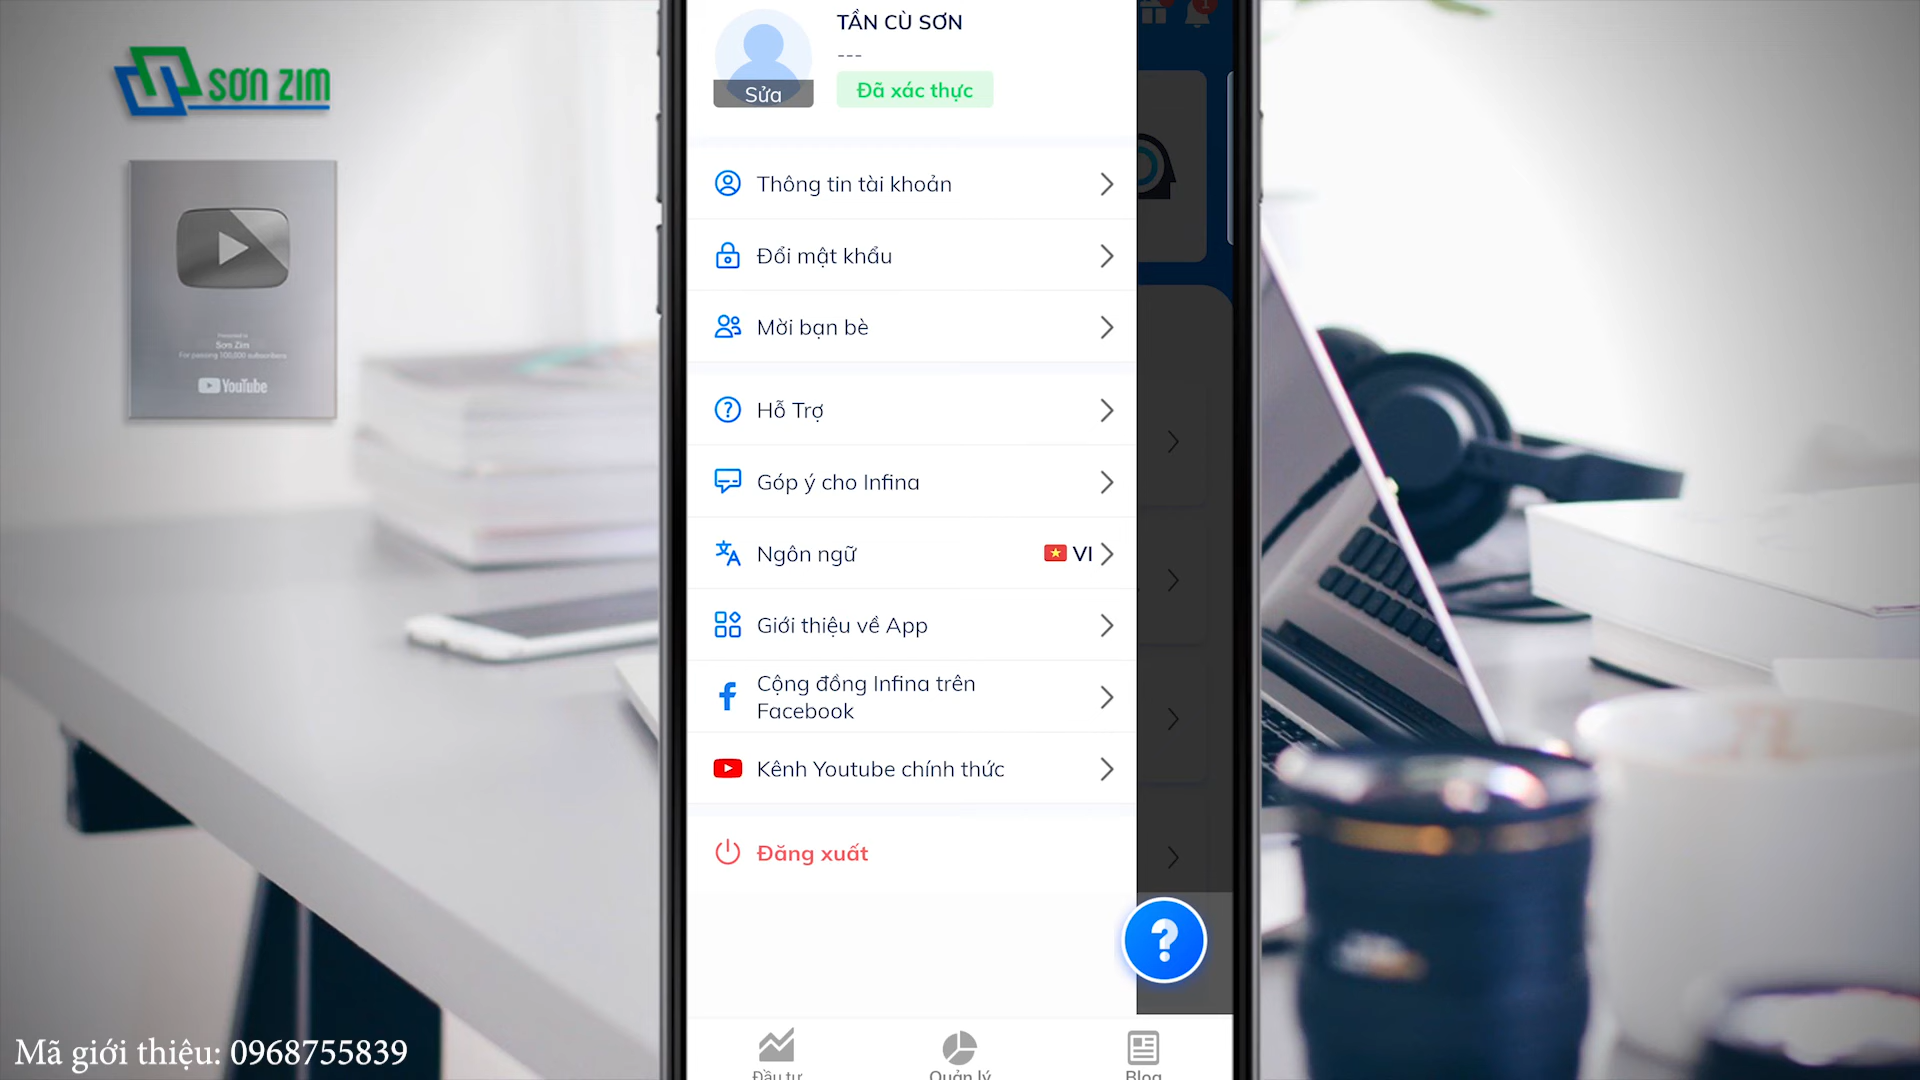 SƠN ZIM
Presented to
Sơn Zim
For passing 100,000 subscribers
YouTube
TẦN CÙ SƠN
---
Sửa
Đã xác thực
1
Thông tin tài khoản
Đổi mật khẩu
Mời bạn bè
Hỗ Trợ
Góp ý cho Infina
Ngôn ngữ
VI
Giới thiệu về App
Cộng đồng Infina trên
Facebook
Kênh Youtube chính thức
Đăng xuất
Đầu tư
Quản lý
Blog
Mã giới thiệu: 0968755839